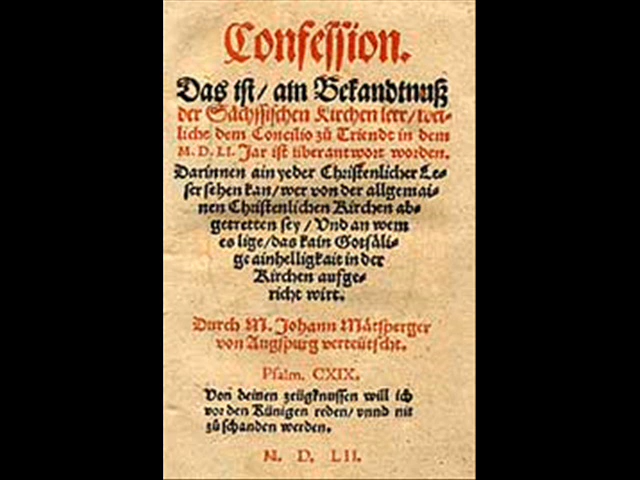 Confession.
Das ist/ ain Bekandtnuß
der Sächsischen Kirchen leer/ wel-
liche dem Concilio zů Triendt in dem
M. D. LI. Jar ist überantwort worden.
Darinnen ain yeder Christenlicher Le-
ser sehen kan/ wer von der allgemai-
nen Christenlichen Kirchen ab-
getretten sey/ Vnd an wem
es lige/ das kain Gotsäli-
ge ainhelligkait in der
Kirchen aufge-
richt wirt.
Durch M. Johann Mätsperger
von Augspurg verteütscht.
Psalm. CXIX.
Von deinen zeügknussen will ich
vor den Künigen reden/ vnnd nit
zů schanden werden.
M. D. LII.